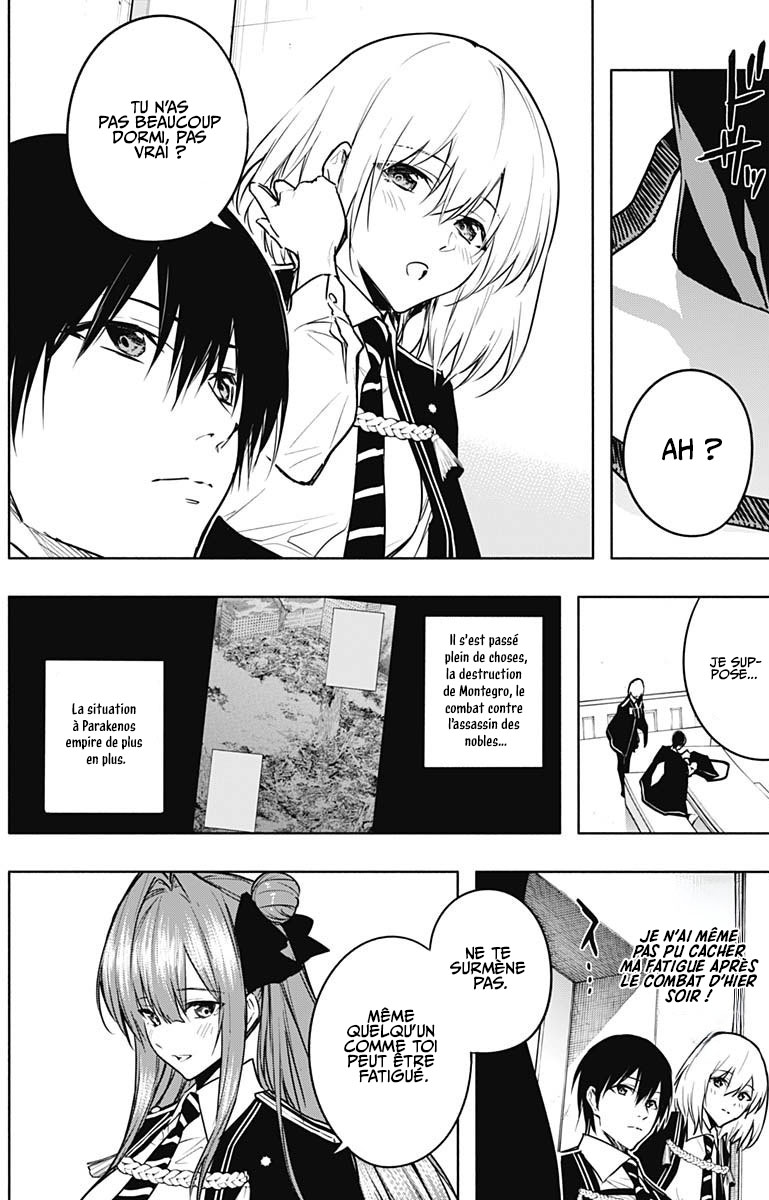 AH ?
TU N'AS
PAS BEAUCOUP
DORMI, PAS
VRAI ?
JE SUP-
POSE...
Il s'est passé
plein de choses,
la destruction
de Montegro, le
combat contre
l'assassin des
nobles...
La situation
à Parakenos
empire de plus
en plus.
JE N'AI MÊME
PAS PU CACHER
MA FATIGUE APRÈS
LE COMBAT D'HIER
SOIR !
NE TE
SURMÈNE
PAS.
MÊME
QUELQU'UN
COMME TOI
PEUT ÊTRE
FATIGUÉ.